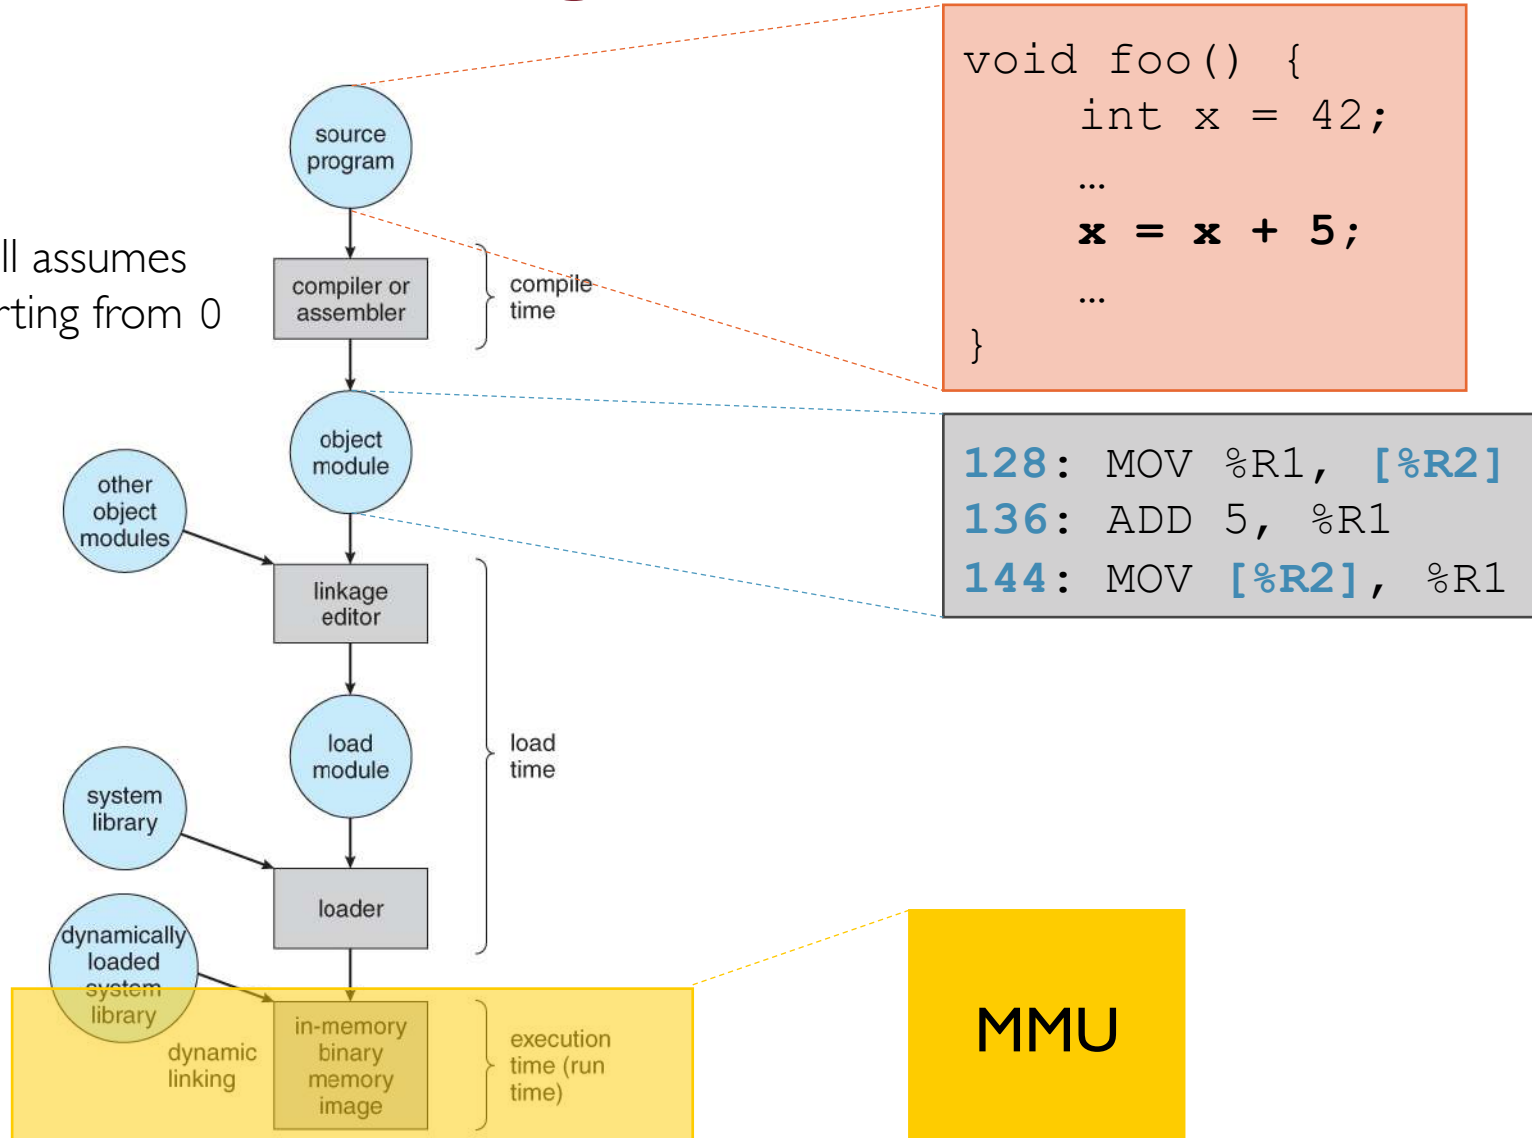 source
program
ll assumes
rting from 0
compiler or
assembler
compile
time
object
module
other
object
modules
linkage
editor
load
module
load
time
system
library
loader
dynamically
loaded
system
library
dynamic
linking
in-memory
binary
memory
image
execution
time (run
time)
void foo() {
int x = 42;
…
x = x + 5;
…
}
128: MOV %R1, [%R2]
136: ADD 5, %R1
144: MOV [%R2], %R1
MMU